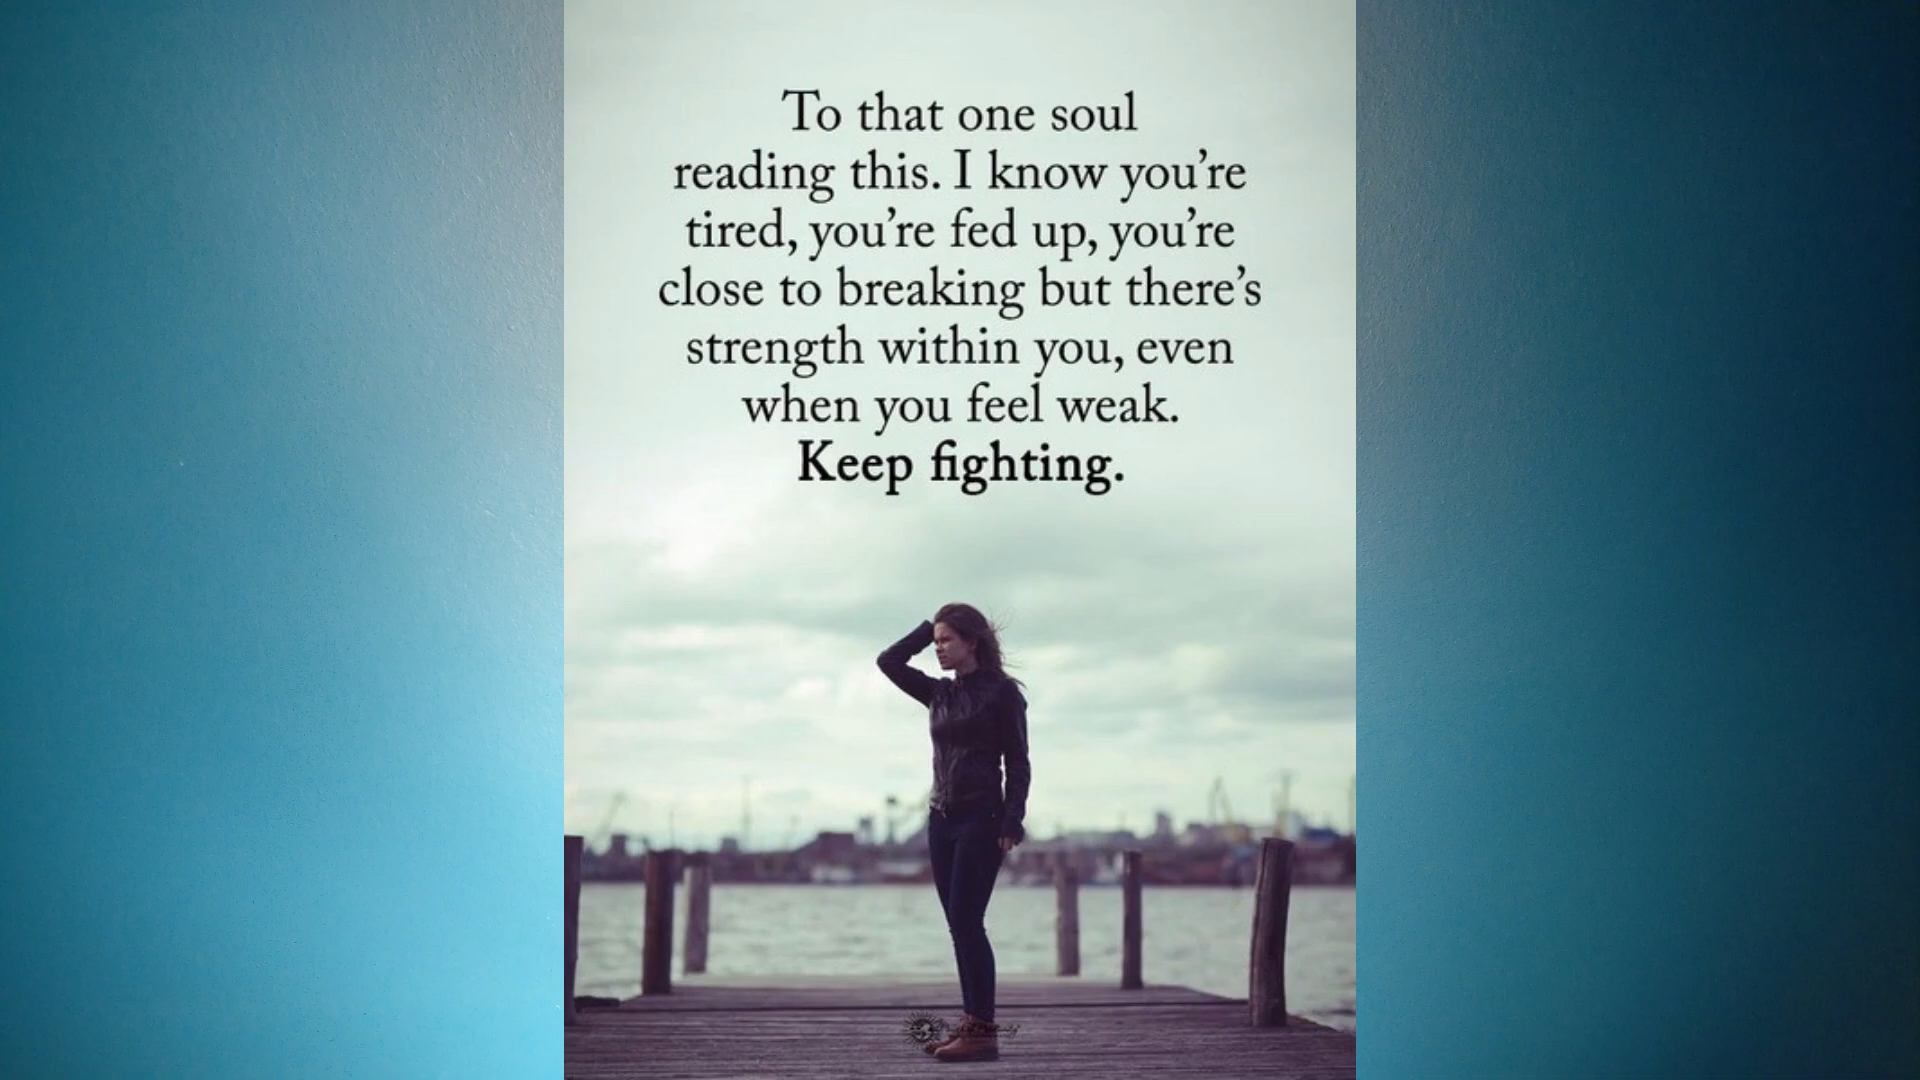 To that one soul
reading this. I know you’re
tired, you’re fed up, you’re
close to breaking but there’s
strength within you, even
when you feel weak.
Keep fighting.